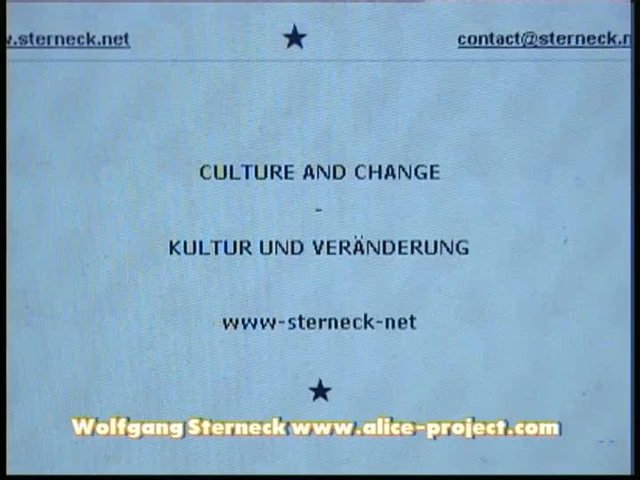 .sterneck.net
contact@sterneck.n
CULTURE AND CHANGE
-
KULTUR UND VERÄNDERUNG
www-sterneck-net
Wolfgang Sterneck www.alice-project.com